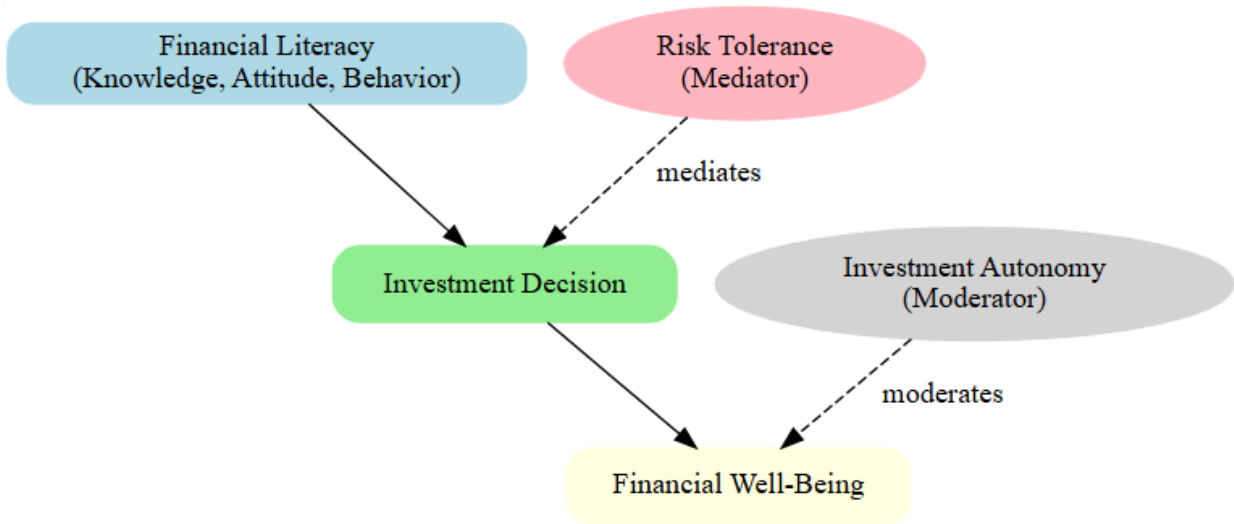 Financial Literacy
(Knowledge, Attitude, Behavior)
Risk Tolerance
(Mediator)
mediates
Investment Decision
Investment Autonomy
(Moderator)
moderates
Financial Well-Being